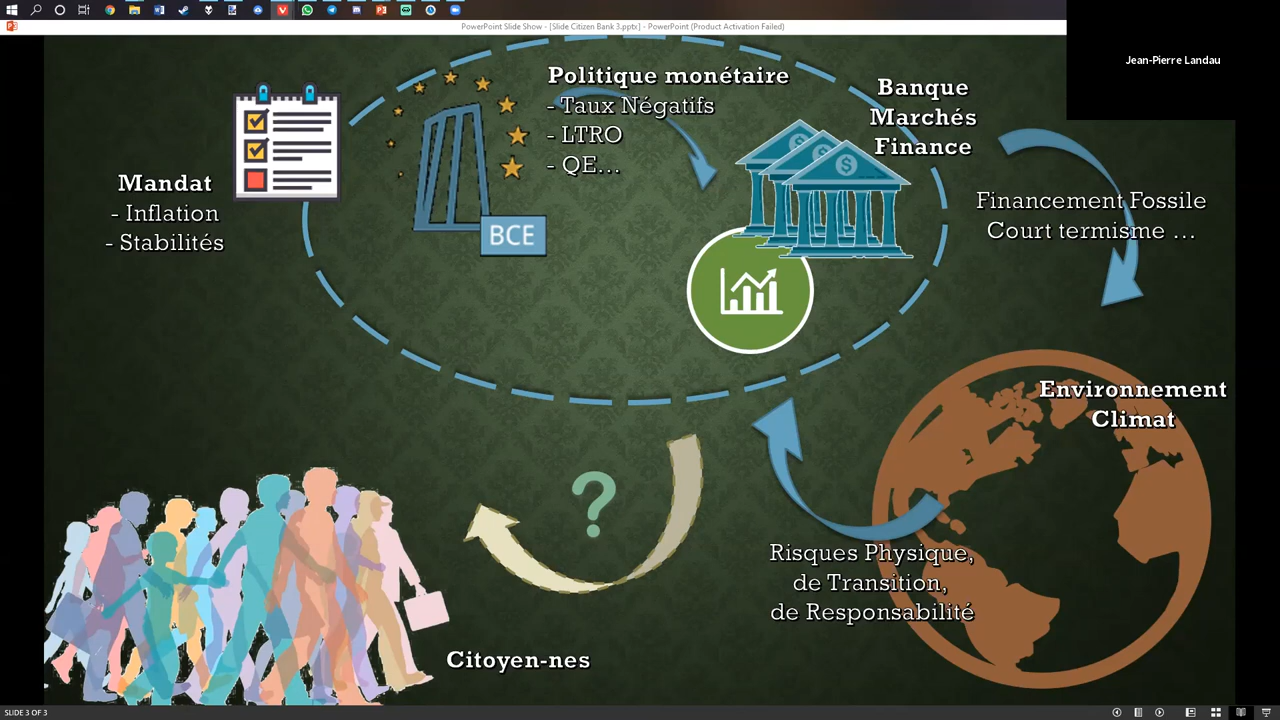 PowerPoint Slide Show - [Slide Citizen Bank 3.pptx] - PowerPoint (Product Activation Failed)
Jean-Pierre Landau
Politique monétaire
- Taux Négatifs
- LTRO
- QE...
Banque
Marchés
Finance
Mandat
- Inflation
- Stabilités
BCE
Financement Fossile
Court termisme ...
Environnement
Climat
?
Risques Physique,
de Transition,
de Responsabilité
Citoyen-nes
SLIDE 3 OF 3